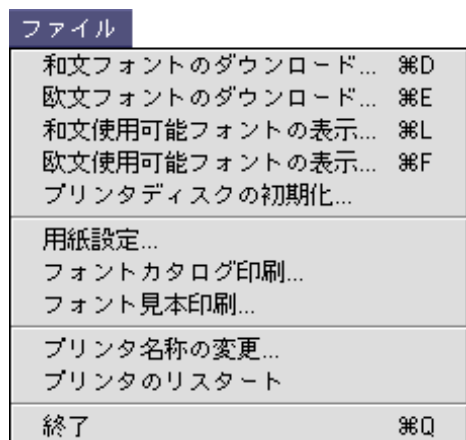 ファイル
和文フォントのダウンロード... ⌘D
欧文フォントのダウンロード... ⌘E
和文使用可能フォントの表示... ⌘L
欧文使用可能フォントの表示... ⌘F
プリンタディスクの初期化...
用紙設定...
フォントカタログ印刷...
フォント見本印刷...
プリンタ名称の変更...
プリンタのリスタート
終了 ⌘Q